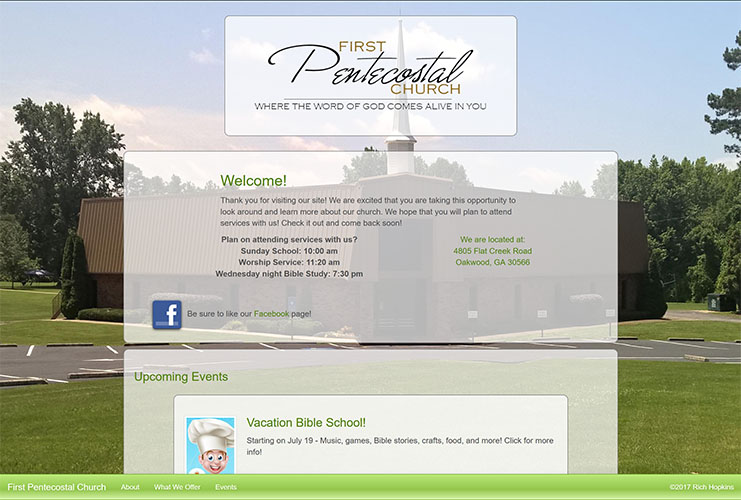 FIRST
Pentecostal
CHURCH
WHERE THE WORD OF GOD COMES ALIVE IN YOU
Welcome!
Thank you for visiting our site! We are excited that you are taking this opportunity to
look around and learn more about our church. We hope that you will plan to attend
services with us! Check it out and come back soon!
Plan on attending services with us?
Sunday School: 10:00 am
Worship Service: 11:20 am
Wednesday night Bible Study: 7:30 pm
We are located at:
4805 Flat Creek Road
Oakwood, GA 30566
f
Be sure to like our Facebook page!
Upcoming Events
Vacation Bible School!
Starting on July 19 - Music, games, Bible stories, crafts, food, and more! Click for more
info!
First Pentecostal Church About What We Offer Events ©2017 Rich Hopkins